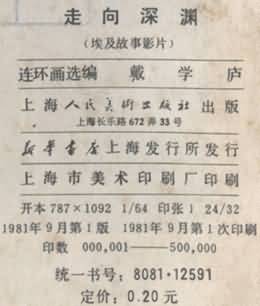 走向深渊
（埃及故事影片）
连环画选编 戴学庐
上海人民美术出版社出版
上海长乐路672弄33号
新华书店上海发行所发行
上海市美术印刷厂印刷
开本 787×1092 1/64 印张 1 24/32
1981年9月第1版 1981年9月第1次印刷
印数 000,001——500,000
统一书号：8081·12591
定价：0.20 元